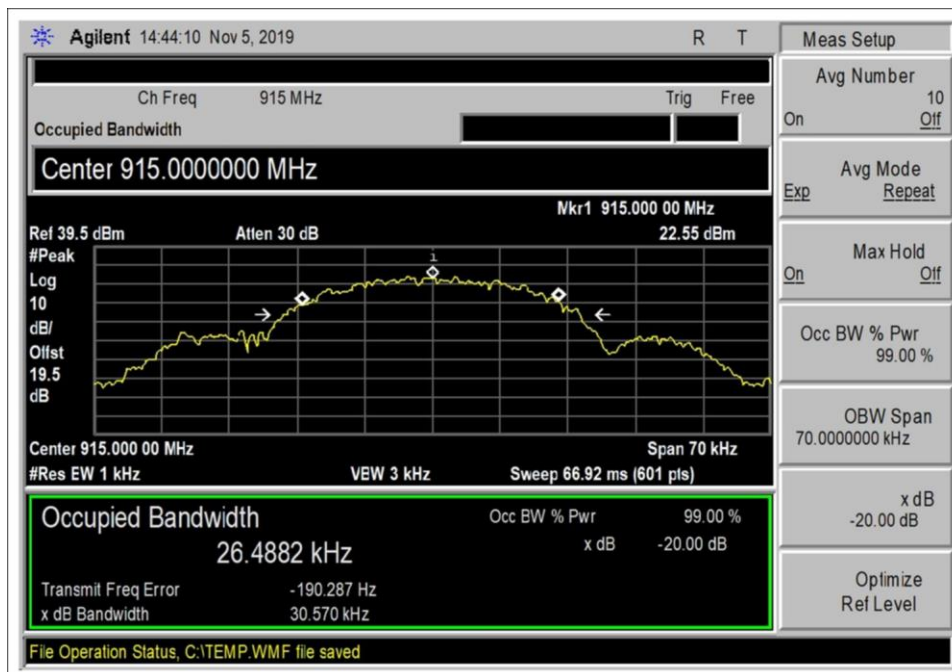 Agilent 14:44:10 Nov 5, 2019 R T
Meas Setup
Ch Freq 915 MHz Trig Free
Occupied Bandwidth
Center 915.0000000 MHz
Mkr1 915.000 00 MHz
Ref 39.5 dBm Atten 30 dB 22.55 dBm
#Peak
Log
10
dB/
Offst
19.5
dB
1
Center 915.000 00 MHz Span 70 kHz
#Res EW 1 kHz VEW 3 kHz Sweep 66.92 ms (601 pts)
Occupied Bandwidth Occ BW % Pwr 99.00 %
26.4882 kHz x dB -20.00 dB
Transmit Freq Error -190.287 Hz
x dB Bandwidth 30.570 kHz
File Operation Status, C:\TEMP.WMF file saved
Avg Number
10
On Off
Avg Mode
Exp Repeat
Max Hold
On Off
Occ BW % Pwr
99.00 %
OBW Span
70.0000000 kHz
x dB
-20.00 dB
Optimize
Ref Level